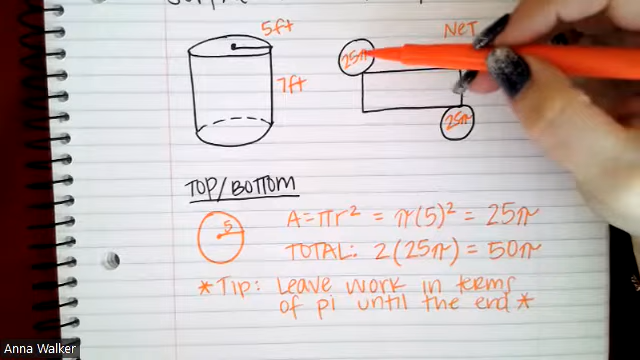 5ft
Net
25π
7ft
25π
TOP/BOTTOM
5
A=πr² = π(5)² = 25π
TOTAL: 2(25π) = 50π
*TIP: Leave work in terms
of pi until the end*
Anna Walker